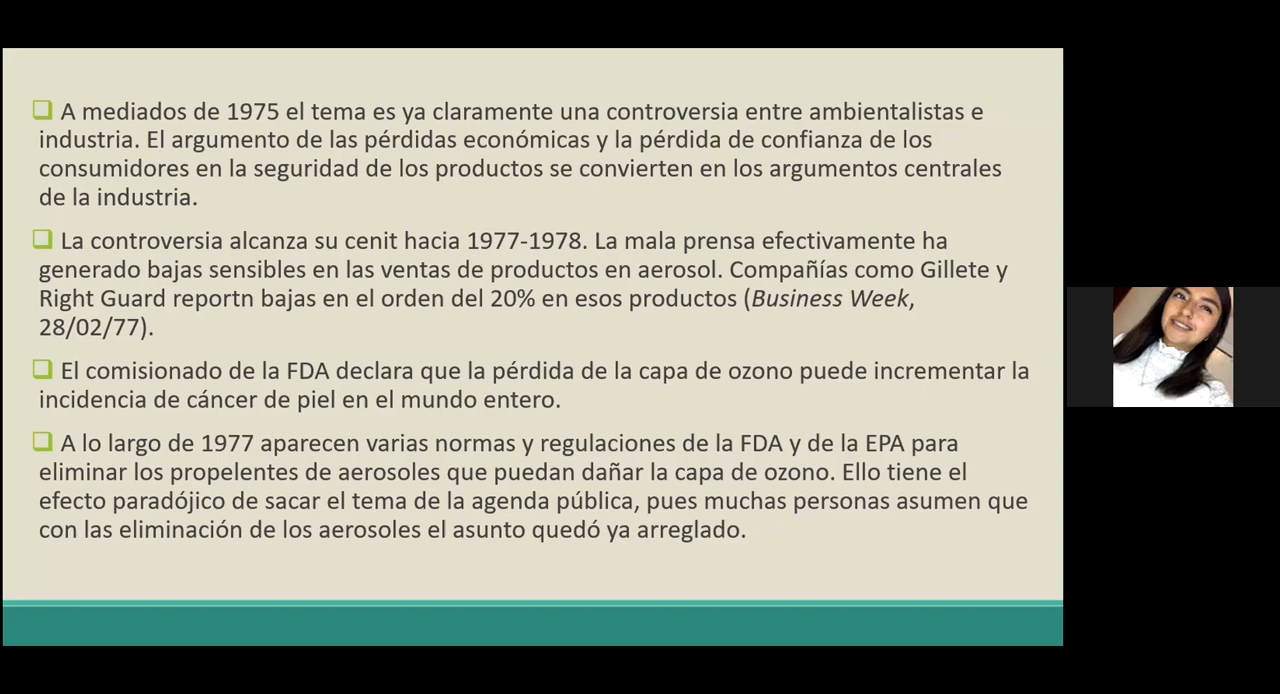 A mediados de 1975 el tema es ya claramente una controversia entre ambientalistas e
industria. El argumento de las pérdidas económicas y la pérdida de confianza de los
consumidores en la seguridad de los productos se convierten en los argumentos centrales
de la industria.
La controversia alcanza su cenit hacia 1977-1978. La mala prensa efectivamente ha
generado bajas sensibles en las ventas de productos en aerosol. Compañías como Gillete y
Right Guard reportn bajas en el orden del 20% en esos productos (Business Week,
28/02/77).
El comisionado de la FDA declara que la pérdida de la capa de ozono puede incrementar la
incidencia de cáncer de piel en el mundo entero.
A lo largo de 1977 aparecen varias normas y regulaciones de la FDA y de la EPA para
eliminar los propelentes de aerosoles que puedan dañar la capa de ozono. Ello tiene el
efecto paradójico de sacar el tema de la agenda pública, pues muchas personas asumen que
con las eliminación de los aerosoles el asunto quedó ya arreglado.